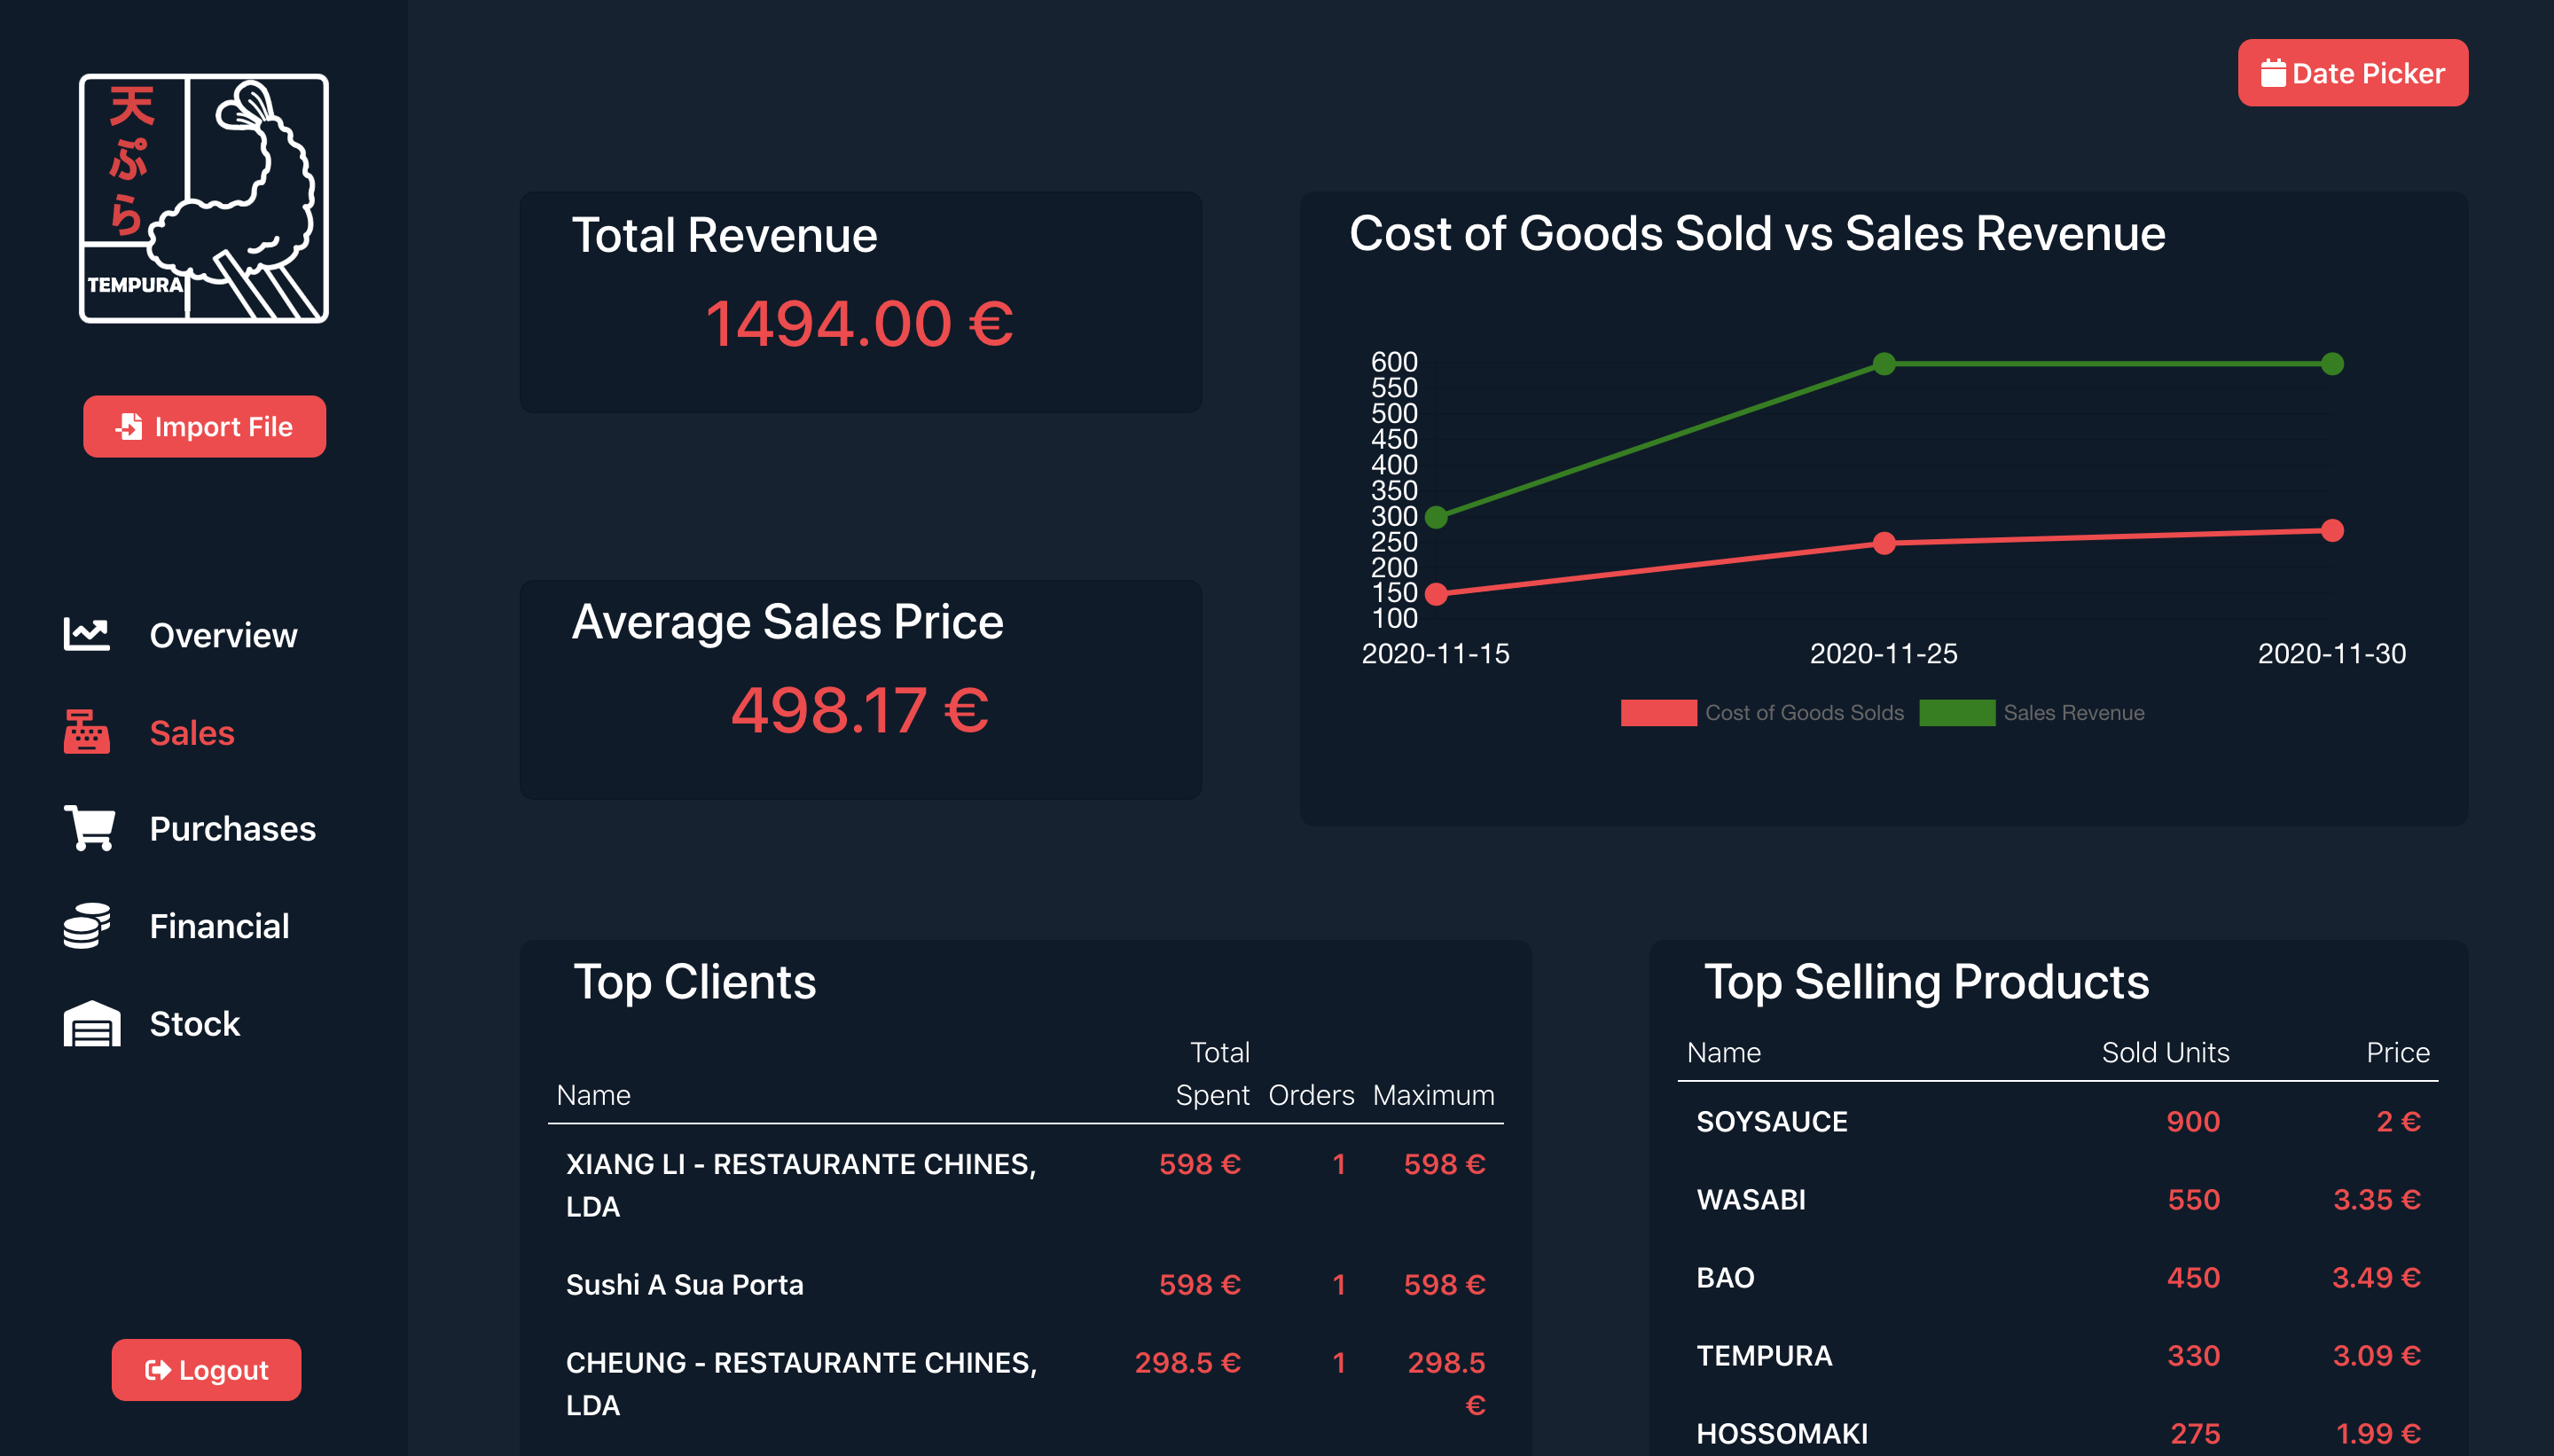 天ぷら
TEMPURA
Import File
Overview
Sales
Purchases
Financial
Stock
Logout
Date Picker
Total Revenue
1494.00 €
Average Sales Price
498.17 €
Cost of Goods Sold vs Sales Revenue
600
550
500
450
400
350
300
250
200
150
100
2020-11-15 2020-11-25 2020-11-30
Cost of Goods Solds Sales Revenue
Top Clients
Total
Name Spent Orders Maximum
XIANG LI - RESTAURANTE CHINES, 598 € 1 598 €
LDA
Sushi A Sua Porta 598 € 1 598 €
CHEUNG - RESTAURANTE CHINES, 298.5 € 1 298.5
LDA €
Top Selling Products
Name Sold Units Price
SOYSAUCE 900 2 €
WASABI 550 3.35 €
BAO 450 3.49 €
TEMPURA 330 3.09 €
HOSSOMAKI 275 1.99 €